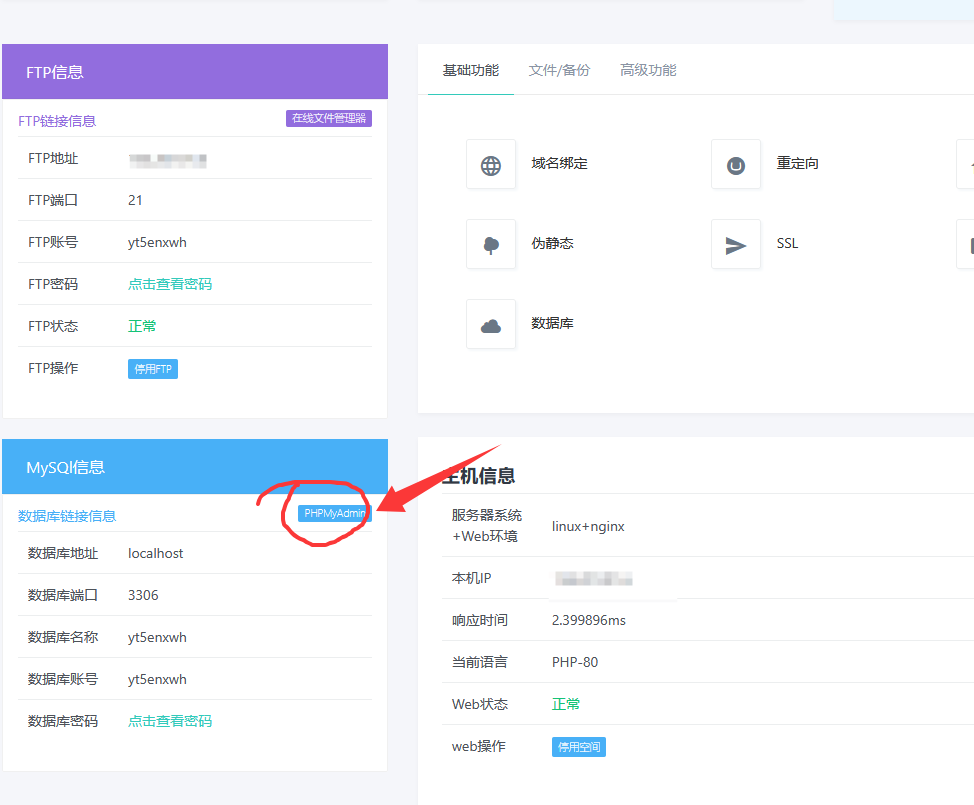 FTP信息
FTP链接信息 在线文件管理器
FTP地址
FTP端口 21
FTP账号 yt5enxwh
FTP密码 点击查看密码
FTP状态 正常
FTP操作 停用FTP
基础功能 文件/备份 高级功能
域名绑定 重定向
伪静态 SSL
数据库
MySQl信息
数据库链接信息 PHPMyAdmin
数据库地址 localhost
数据库端口 3306
数据库名称 yt5enxwh
数据库账号 yt5enxwh
数据库密码 点击查看密码
主机信息
服务器系统
+Web环境 linux+nginx
本机IP
响应时间 2.399896ms
当前语言 PHP-80
Web状态 正常
web操作 停用空间